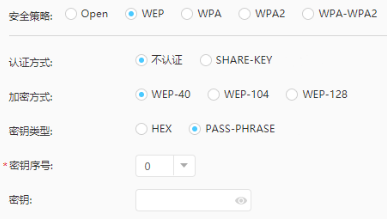 安全策略: Open WEP WPA WPA2 WPA-WPA2
认证方式: 不认证 SHARE-KEY
加密方式: WEP-40 WEP-104 WEP-128
密钥类型: HEX PASS-PHRASE
*密钥序号: 0
密钥: